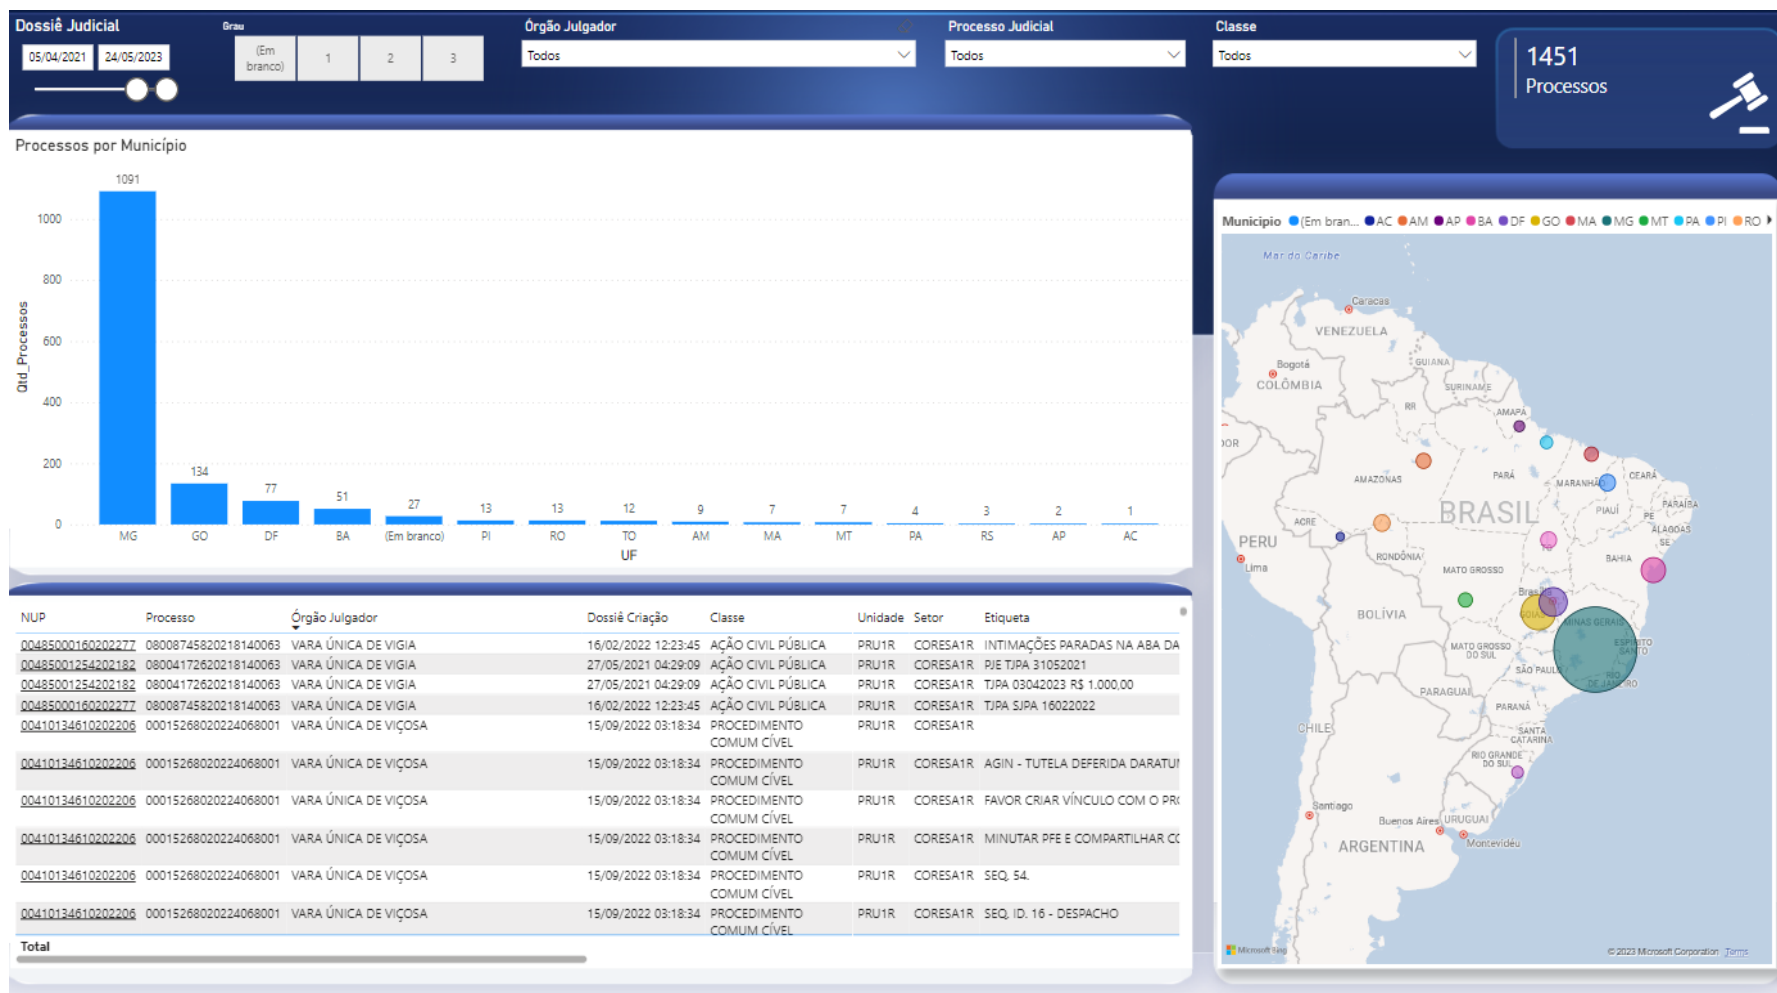 Dossiê Judicial
05/04/2021 24/05/2023
Grau
(Em branco) 1 2 3
Órgão Julgador
Todos
Processo Judicial
Todos
Classe
Todos
1451
Processos
Processos por Município
Qtd_Processos
1000
800
600
400
200
0
1091 134 77 51 27 13 13 12 9 7 7 4 3 2 1
MG GO DF BA (Em branco) PI RO TO AM MA MT PA RS AP AC
UF
NUP Processo Órgão Julgador Dossiê Criação Classe Unidade Setor Etiqueta
00485000160202277 08008745820218140063 VARA ÚNICA DE VIGIA 16/02/2022 12:23:45 AÇÃO CIVIL PÚBLICA PRU1R CORESA1R INTIMAÇÕES PARADAS NA ABA DA
00485001254202182 08004172620218140063 VARA ÚNICA DE VIGIA 27/05/2021 04:29:09 AÇÃO CIVIL PÚBLICA PRU1R CORESA1R PJE TJPA 31052021
00485001254202182 08004172620218140063 VARA ÚNICA DE VIGIA 27/05/2021 04:29:09 AÇÃO CIVIL PÚBLICA PRU1R CORESA1R TJPA 03042023 R$ 1.000,00
00485000160202277 08008745820218140063 VARA ÚNICA DE VIGIA 16/02/2022 12:23:45 AÇÃO CIVIL PÚBLICA PRU1R CORESA1R TJPA SJPA 16022022
00410134610202206 00015268020224068001 VARA ÚNICA DE VIÇOSA 15/09/2022 03:18:34 PROCEDIMENTO COMUM CÍVEL PRU1R CORESA1R
00410134610202206 00015268020224068001 VARA ÚNICA DE VIÇOSA 15/09/2022 03:18:34 PROCEDIMENTO COMUM CÍVEL PRU1R CORESA1R AGIN - TUTELA DEFERIDA
00410134610202206 00015268020224068001 VARA ÚNICA DE VIÇOSA 15/09/2022 03:18:34 PROCEDIMENTO COMUM CÍVEL PRU1R CORESA1R FAVOR CRIAR VÍNCULO COM O
00410134610202206 00015268020224068001 VARA ÚNICA DE VIÇOSA 15/09/2022 03:18:34 PROCEDIMENTO COMUM CÍVEL PRU1R CORESA1R MINUTAR PFE E COMPARTILHAR
00410134610202206 00015268020224068001 VARA ÚNICA DE VIÇOSA 15/09/2022 03:18:34 PROCEDIMENTO COMUM CÍVEL PRU1R CORESA1R SEQ. 54.
00410134610202206 00015268020224068001 VARA ÚNICA DE VIÇOSA 15/09/2022 03:18:34 PROCEDIMENTO COMUM CÍVEL PRU1R CORESA1R SEQ. ID. 16 - DESPACHO
Total
Municipio (Em bran... AC AM AP BA DF GO MA MG MT PA PI RO
Mar do Caribe
Caracas
VENEZUELA
Bogotá
COLÔMBIA
GUIANA
SURINAME
RR
AMAPÁ
AMAZONAS
PARÁ
MARANHÃO
CEARÁ
BRASIL
PIAUÍ
PE
PARAÍBA
ALAGOAS
SE
ACRE
PERU
Lima
RONDÔNIA
MATO GROSSO
TO
BAHIA
GOIÁS
BOLÍVIA
MINAS GERAIS
MATO GROSSO DO SUL
ESPÍRITO SANTO
SÃO PAULO
RIO DE JANEIRO
PARAGUAI
PARANÁ
CHILE
SANTA CATARINA
RIO GRANDE DO SUL
Santiago
Buenos Aires
URUGUAI
Montevidéu
ARGENTINA
Microsoft Bing
© 2023 Microsoft Corporation Terms